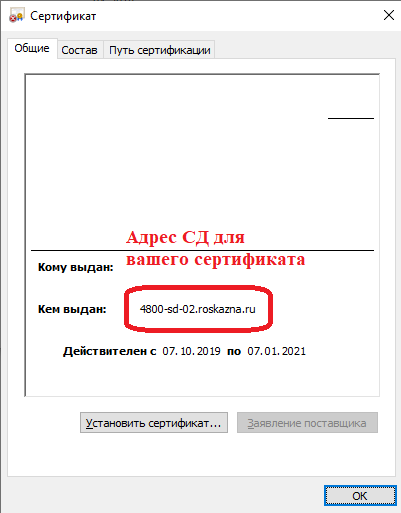 Сертификат
Общие Состав Путь сертификации
Адрес СД для
вашего сертификата
Кому выдан:
Кем выдан: 4800-sd-02.roskazna.ru
Действителен с 07.10.2019 по 07.01.2021
Установить сертификат... Заявление поставщика
ОК